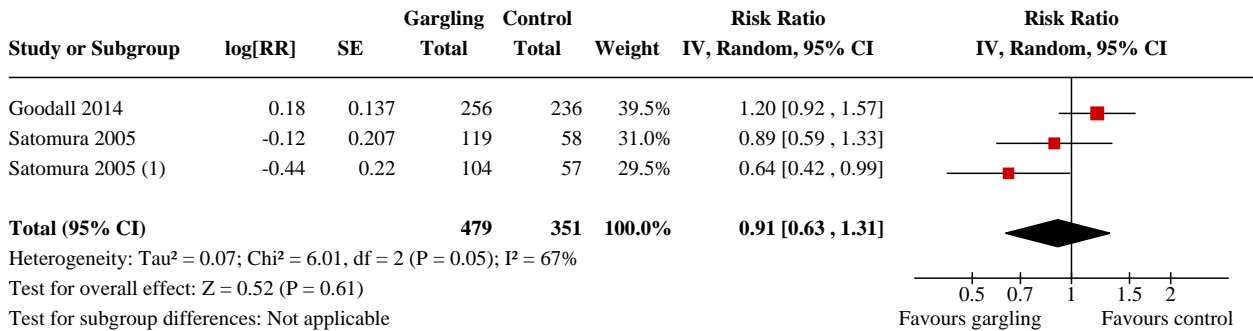 Gargling Control Risk Ratio Risk Ratio
Study or Subgroup log[RR] SE Total Total Weight IV, Random, 95% CI IV, Random, 95% CI
Goodall 2014 0.18 0.137 256 236 39.5% 1.20 [0.92 , 1.57]
Satomura 2005 -0.12 0.207 119 58 31.0% 0.89 [0.59 , 1.33]
Satomura 2005 (1) -0.44 0.22 104 57 29.5% 0.64 [0.42 , 0.99]
Total (95% CI) 479 351 100.0% 0.91 [0.63 , 1.31]
Heterogeneity: Tau² = 0.07; Chi² = 6.01, df = 2 (P = 0.05); I² = 67%
Test for overall effect: Z = 0.52 (P = 0.61)
0.5 0.7 1 1.5 2
Test for subgroup differences: Not applicable Favours gargling Favours control